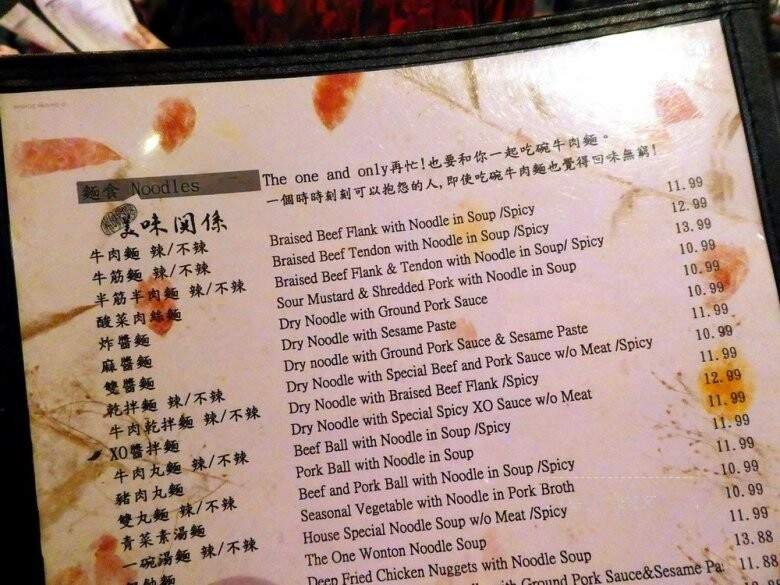 麵食 Noodles
The one and only再忙!也要和你一起吃碗牛肉麵。
一個時時刻刻可以抱怨的人,即使吃碗牛肉麵也覺得回味無窮!
美味関係
牛肉麵 辣/不辣 Braised Beef Flank with Noodle in Soup /Spicy 11.99
牛筋麵 辣/不辣 Braised Beef Tendon with Noodle in Soup /Spicy 12.99
半筋半肉麵 辣/不辣 Braised Beef Flank & Tendon with Noodle in Soup/ Spicy 13.99
酸菜肉絲麵 Sour Mustard & Shredded Pork with Noodle in Soup 10.99
炸醬麵 Dry Noodle with Ground Pork Sauce 10.99
麻醬麵 Dry Noodle with Sesame Paste 10.99
雙醬麵 Dry noodle with Ground Pork Sauce & Sesame Paste 11.99
乾拌麵 辣/不辣 Dry Noodle with Special Beef and Pork Sauce w/o Meat /Spicy 10.99
牛肉乾拌麵 辣/不辣 Dry Noodle with Braised Beef Flank /Spicy 11.99
XO醬拌麵 Dry Noodle with Special Spicy XO Sauce w/o Meat 12.99
牛肉丸麵 辣/不辣 Beef Ball with Noodle in Soup /Spicy 11.99
豬肉丸麵 Pork Ball with Noodle in Soup 11.99
雙丸麵 辣/不辣 Beef and Pork Ball with Noodle in Soup /Spicy 11.99
青菜素湯麵 Seasonal Vegetable with Noodle in Pork Broth 10.99
一碗湯麵 辣/不辣 House Special Noodle Soup w/o Meat /Spicy 10.99
The One Wonton Noodle Soup 11.99
Deep Fried Chicken Nuggets with Noodle Soup 13.88
with Ground Pork Sauce&Sesame Pa 11.88